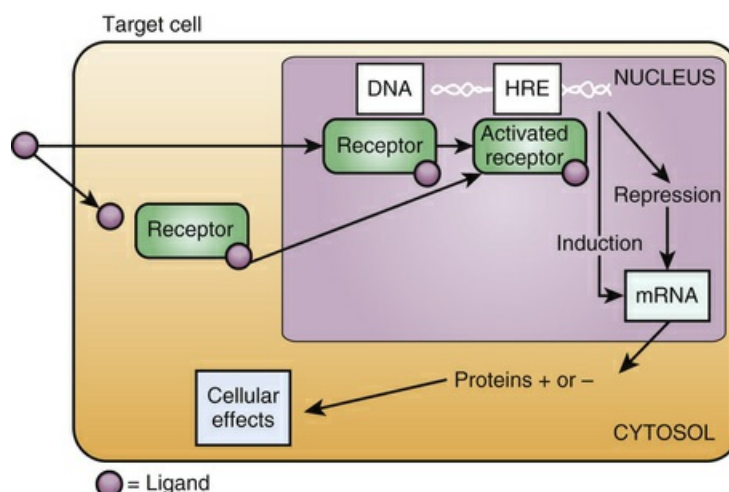 Target cell
DNA
HRE
NUCLEUS
Receptor
Activated
receptor
Receptor
Repression
Induction
mRNA
Proteins + or –
Cellular
effects
CYTOSOL
= Ligand